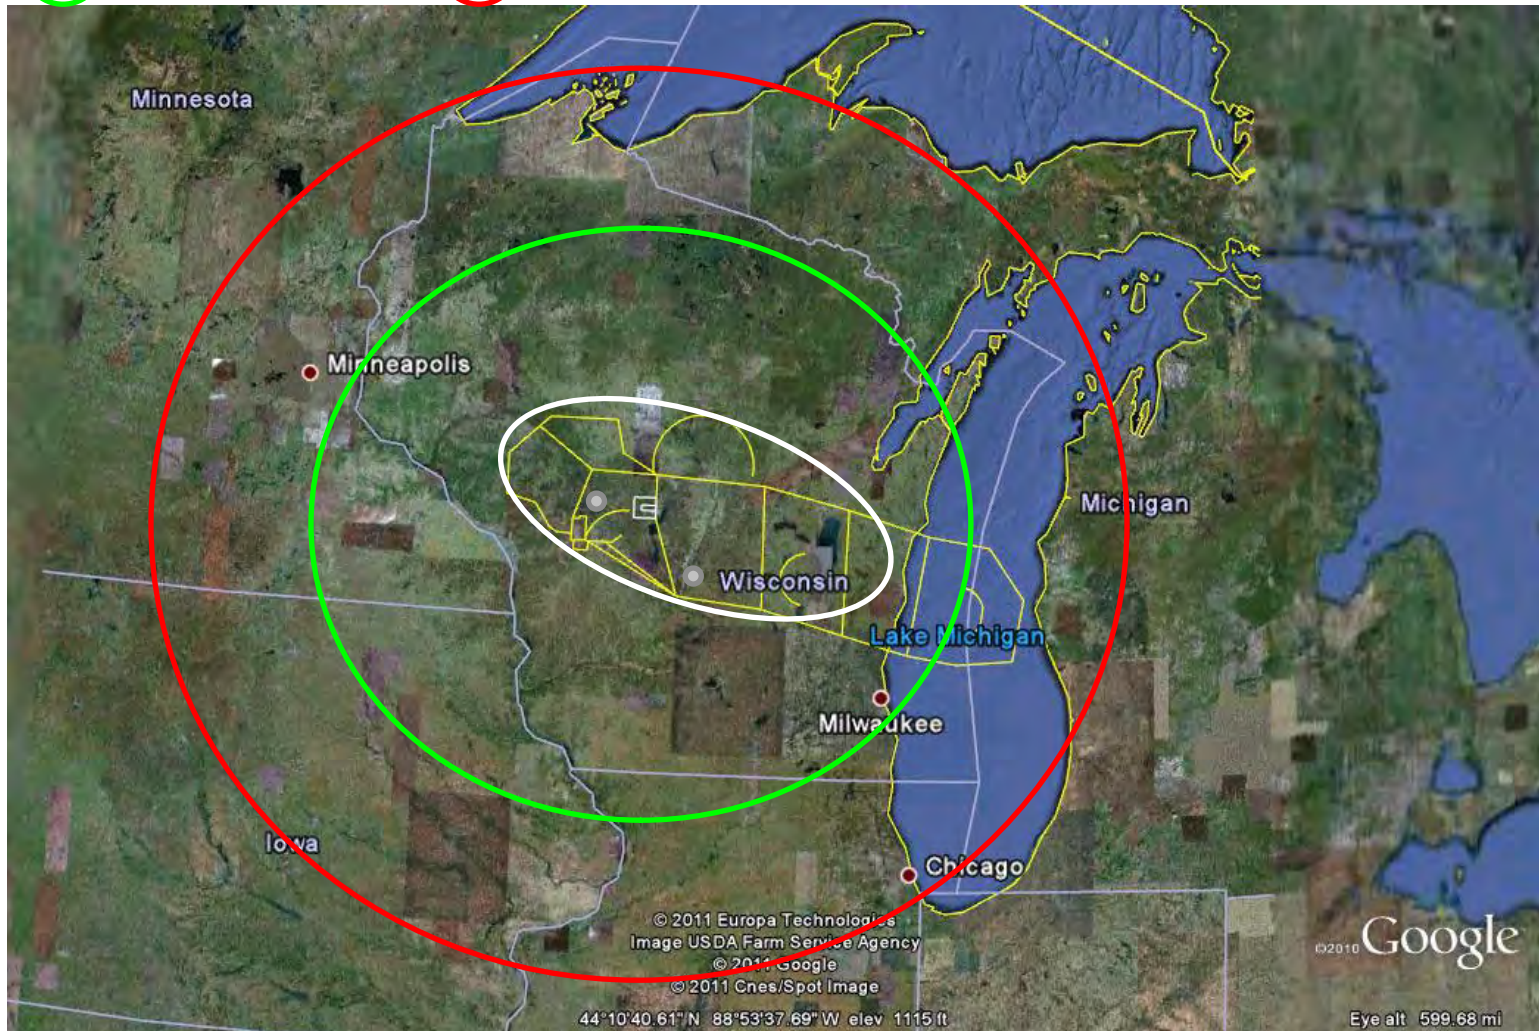 Minnesota
Minneapolis
Michigan
Wisconsin
Lake Michigan
Milwaukee
Iowa
Chicago
© 2011 Europa Technologies
Image USDA Farm Service Agency
© 2011 Google
© 2011 Cnes/Spot Image
©2010 Google
44°10'40.61" N 88°53'37.69" W elev 1115 ft
Eye alt 599.68 mi